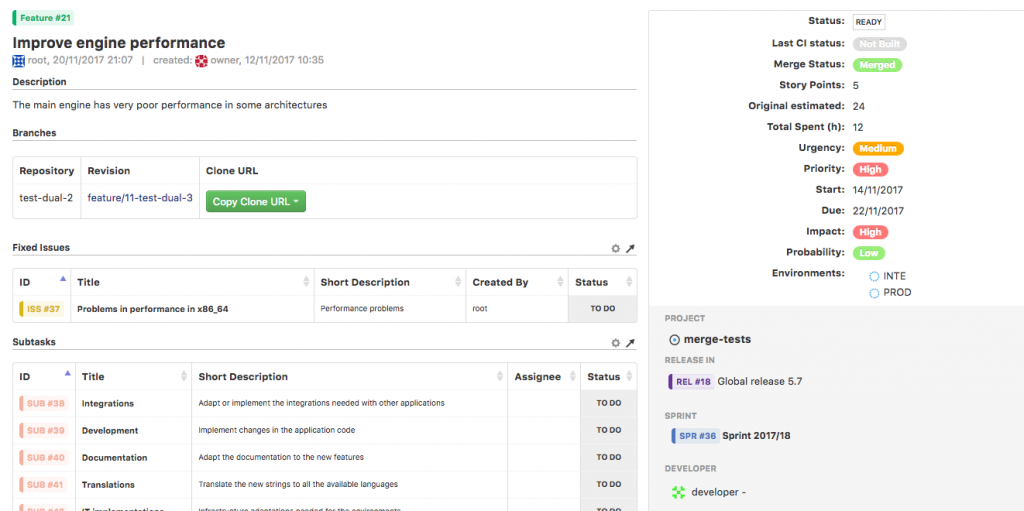 Feature #21
Improve engine performance
root, 20/11/2017 21:07 | created: owner, 12/11/2017 10:35
Description
The main engine has very poor performance in some architectures
Branches
Repository Revision Clone URL
test-dual-2 feature/11-test-dual-3 Copy Clone URL
Fixed Issues
ID Title Short Description Created By Status
ISS #37 Problems in performance in x86_64 Performance problems root TO DO
Subtasks
ID Title Short Description Assignee Status
SUB #38 Integrations Adapt or implement the integrations needed with other applications TO DO
SUB #39 Development Implement changes in the application code TO DO
SUB #40 Documentation Adapt the documentation to the new features TO DO
SUB #41 Translations Translate the new strings to all the available languages TO DO
IT implementations Infrastructure adaptations needed for the environments TO DO
Status: READY
Last CI status: Not Built
Merge Status: Merged
Story Points: 5
Original estimated: 24
Total Spent (h): 12
Urgency: Medium
Priority: High
Start: 14/11/2017
Due: 22/11/2017
Impact: High
Probability: Low
Environments: INTE
PROD
PROJECT
merge-tests
RELEASE IN
REL #18 Global release 5.7
SPRINT
SPR #36 Sprint 2017/18
DEVELOPER
developer -